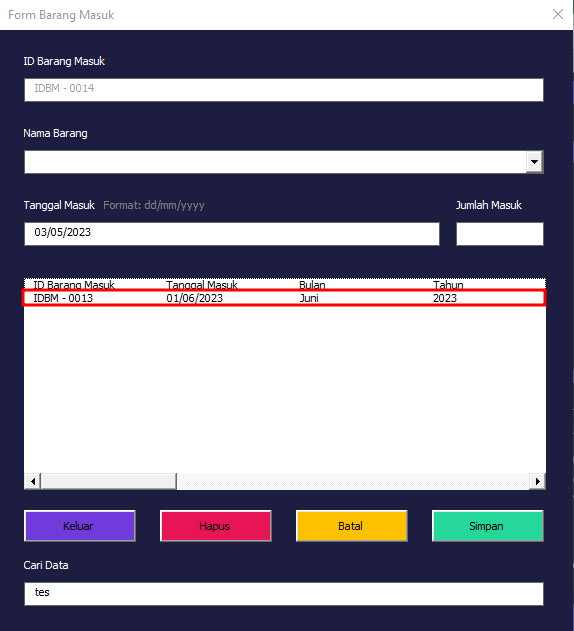 Form Barang Masuk
ID Barang Masuk
IDBM - 0014
Nama Barang
Tanggal Masuk Format: dd/mm/yyyy Jumlah Masuk
03/05/2023
ID Barang Masuk Tanggal Masuk Bulan Tahun
IDBM - 0013 01/06/2023 Juni 2023
Keluar Hapus Batal Simpan
Cari Data
tes